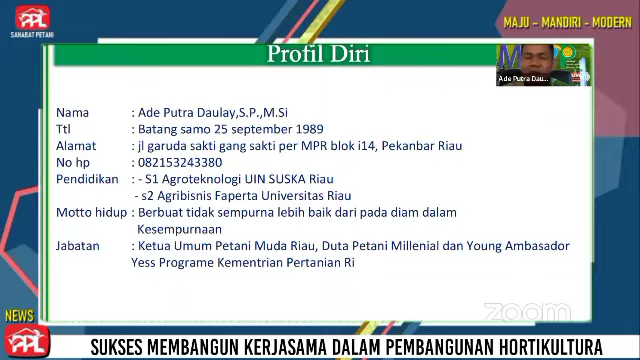 PPL
SAHABAT PETANI
MAJU – MANDIRI - MODERN
Profil Diri
Ade Putra Dau...
Nama : Ade Putra Daulay,S.P.,M.Si
Ttl : Batang samo 25 september 1989
Alamat : jl garuda sakti gang sakti per MPR blok i14, Pekanbar Riau
No hp : 082153243380
Pendidikan : - S1 Agroteknologi UIN SUSKA Riau
- s2 Agribisnis Faperta Universitas Riau
Motto hidup : Berbuat tidak sempurna lebih baik dari pada diam dalam
Kesempurnaan
Jabatan : Ketua Umum Petani Muda Riau, Duta Petani Millenial dan Young Ambasador
Yess Programe Kementrian Pertanian Ri
zoom
NEWS
PPL
SUKSES MEMBANGUN KERJASAMA DALAM PEMBANGUNAN HORTIKULTURA